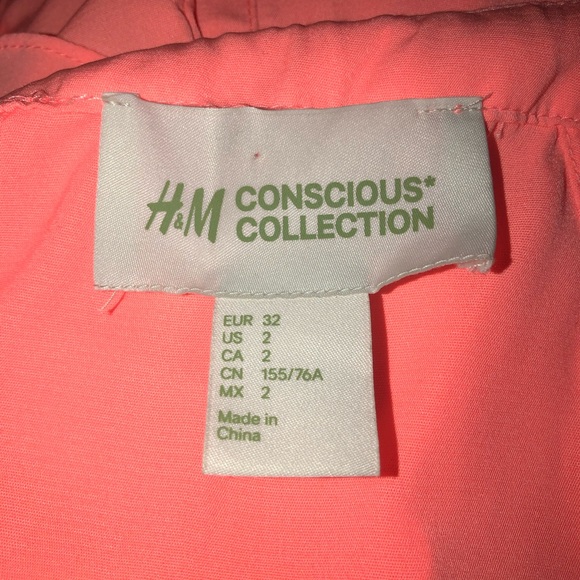 H&M CONSCIOUS*
COLLECTION
EUR 32
US 2
CA 2
CN 155/76A
MX 2
Made in
China